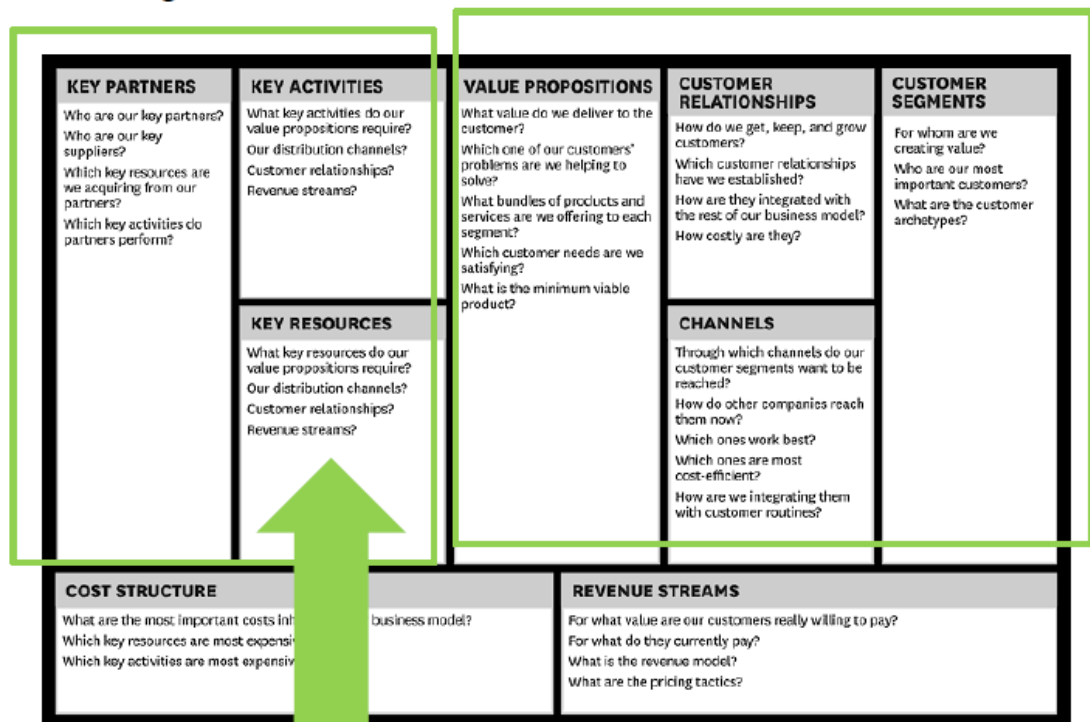 KEY PARTNERS
Who are our key partners?
Who are our key
suppliers?
Which key resources are
we acquiring from our
partners?
Which key activities do
partners perform?
KEY ACTIVITIES
What key activities do our
value propositions require?
Our distribution channels?
Customer relationships?
Revenue streams?
KEY RESOURCES
What key resources do our
value propositions require?
Our distribution channels?
Customer relationships?
Revenue streams?
VALUE PROPOSITIONS
What value do we deliver to the
customer?
Which one of our customers'
problems are we helping to
solve?
What bundles of products and
services are we offering to each
segment?
Which customer needs are we
satisfying?
What is the minimum viable
product?
CUSTOMER
RELATIONSHIPS
How do we get, keep, and grow
customers?
Which customer relationships
have we established?
How are they integrated with
the rest of our business model?
How costly are they?
CHANNELS
Through which channels do our
customer segments want to be
reached?
How do other companies reach
them now?
Which ones work best?
Which ones are most
cost-efficient?
How are we integrating them
with customer routines?
CUSTOMER
SEGMENTS
For whom are we
creating value?
Who are our most
important customers?
What are the customer
archetypes?
COST STRUCTURE
What are the most important costs business model?
Which key resources are most
Which key activities are most
REVENUE STREAMS
For what value are our customers really willing to pay?
For what do they currently pay?
What is the revenue model?
What are the pricing tactics?